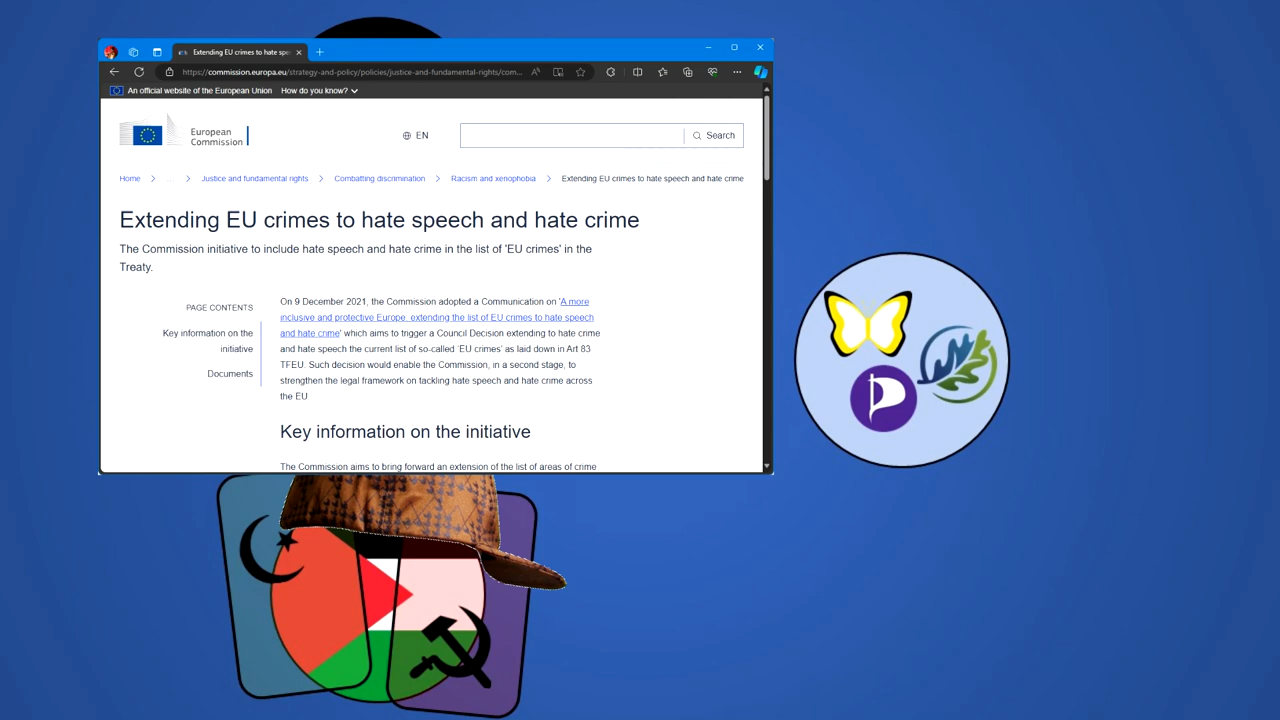 Extending EU crimes to hate spe
https://commission.europa.eu/strategy-and-policy/policies/justice-and-fundamental-rights/com...
An official website of the European Union How do you know?
European
Commission
EN
Search
Home ... Justice and fundamental rights Combatting discrimination Racism and xenophobia Extending EU crimes to hate speech and hate crime
Extending EU crimes to hate speech and hate crime
The Commission initiative to include hate speech and hate crime in the list of 'EU crimes' in the
Treaty.
PAGE CONTENTS
Key information on the
initiative
Documents
On 9 December 2021, the Commission adopted a Communication on 'A more
inclusive and protective Europe: extending the list of EU crimes to hate speech
and hate crime' which aims to trigger a Council Decision extending to hate crime
and hate speech the current list of so-called 'EU crimes' as laid down in Art 83
TFEU. Such decision would enable the Commission, in a second stage, to
strengthen the legal framework on tackling hate speech and hate crime across
the EU
Key information on the initiative
The Commission aims to bring forward an extension of the list of areas of crime